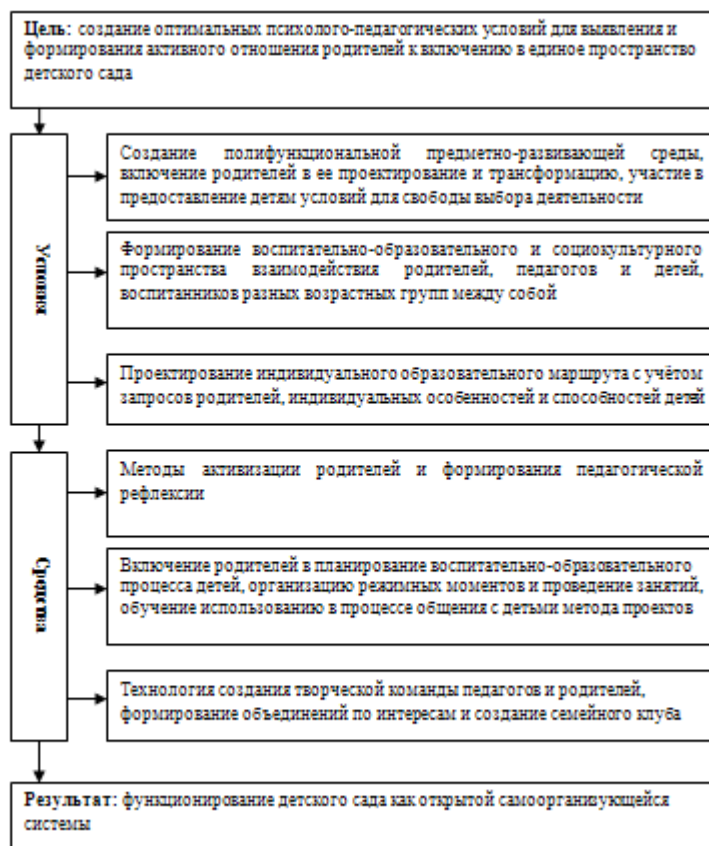 Цель: создание оптимальных психолого-педагогических условий для выявления и
формирования активного отношения родителей к включению в единое пространство
детского сада
Условия
Создание полифункциональной предметно-развивающей среды,
включение родителей в ее проектирование и трансформацию, участие в
предоставление детям условий для свободы выбора деятельности
Формирование воспитательно-образовательного и социокультурного
пространства взаимодействия родителей, педагогов и детей,
воспитанников разных возрастных групп между собой
Проектирование индивидуального образовательного маршрута с учётом
запросов родителей, индивидуальных особенностей и способностей детей
Средства
Методы активизации родителей и формирования педагогической
рефлексии
Включение родителей в планирование воспитательно-образовательного
процесса детей, организацию режимных моментов и проведение занятий,
обучение использованию в процессе общения с детьми метода проектов
Технология создания творческой команды педагогов и родителей,
формирование объединений по интересам и создание семейного клуба
Результат: функционирование детского сада как открытой самоорганизующейся
системы